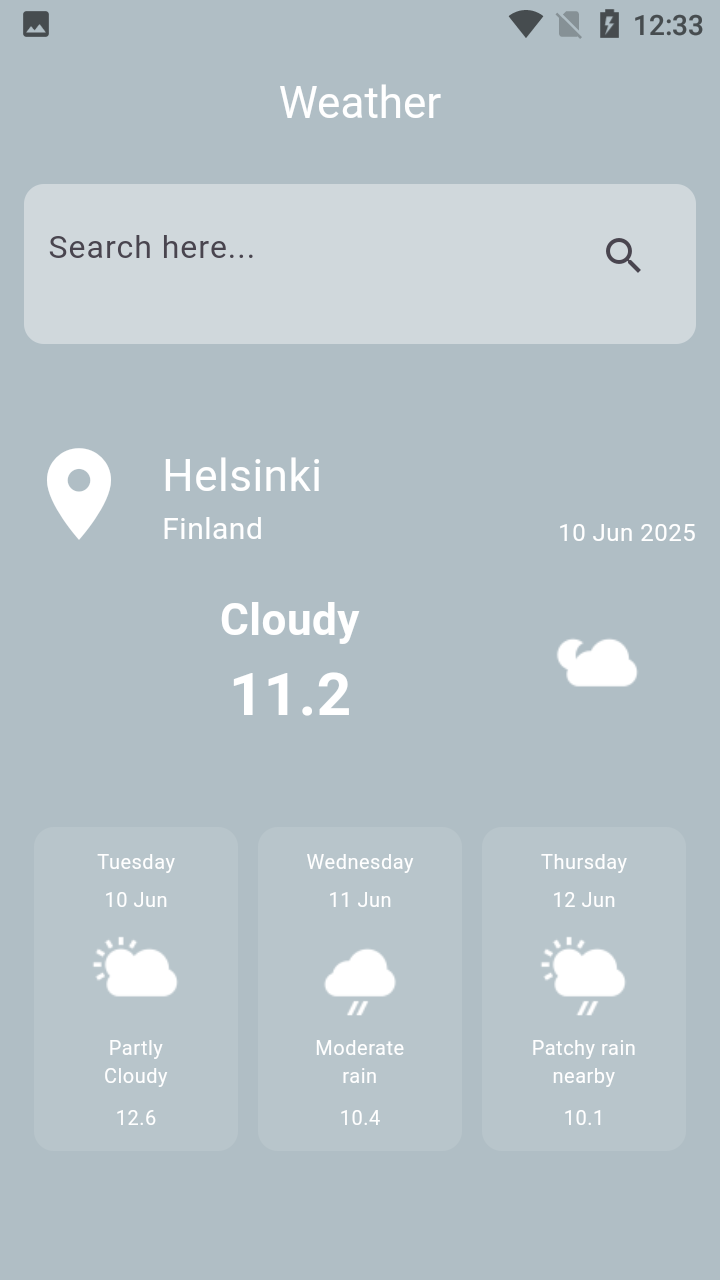 12:33
Weather
Search here...
Helsinki
Finland
10 Jun 2025
Cloudy
11.2
Tuesday
10 Jun
Partly
Cloudy
12.6
Wednesday
11 Jun
Moderate
rain
10.4
Thursday
12 Jun
Patchy rain
nearby
10.1